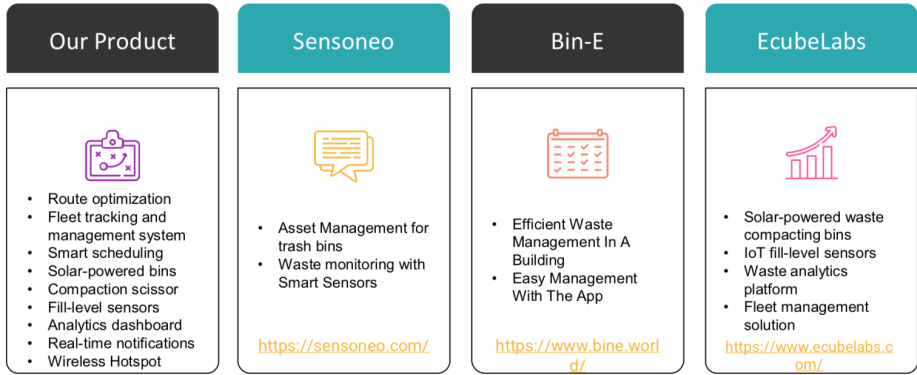 Our Product
• Route optimization
• Fleet tracking and
management system
• Smart scheduling
• Solar-powered bins
• Compaction scissor
• Fill-level sensors
• Analytics dashboard
• Real-time notifications
• Wireless Hotspot
Sensoneo
• Asset Management for
trash bins
• Waste monitoring with
Smart Sensors
https://sensoneo.com/
Bin-E
• Efficient Waste
Management In A
Building
• Easy Management
With The App
https://www.bine.worl
d/
EcubeLabs
• Solar-powered waste
compacting bins
• IoT fill-level sensors
• Waste analytics
platform
• Fleet management
solution
https://www.ecubelabs.c
om/